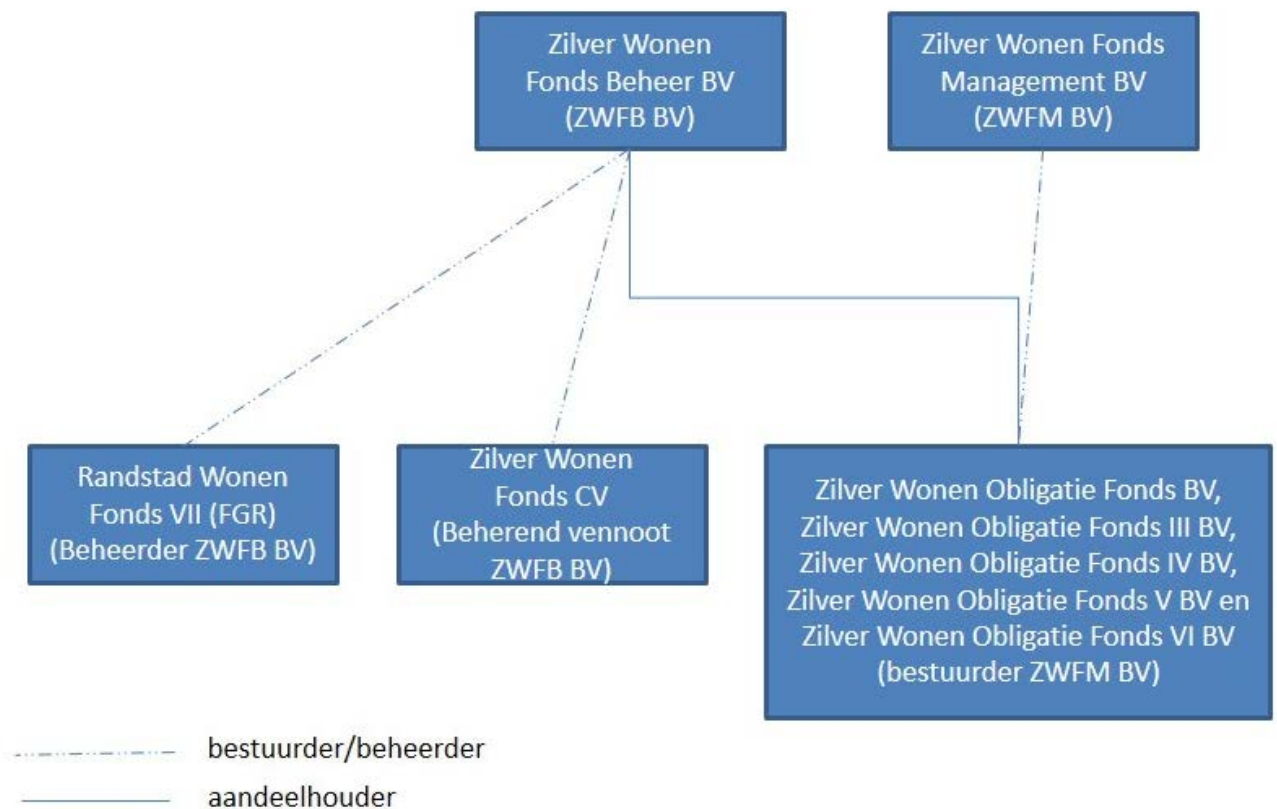 Zilver Wonen
Fonds Beheer BV
(ZWFB BV)
Zilver Wonen Fonds
Management BV
(ZWFM BV)
Randstad Wonen
Fonds VII (FGR)
(Beheerder ZWFB BV)
Zilver Wonen
Fonds CV
(Beherend vennoot
ZWFB BV)
Zilver Wonen Obligatie Fonds BV,
Zilver Wonen Obligatie Fonds III BV,
Zilver Wonen Obligatie Fonds IV BV,
Zilver Wonen Obligatie Fonds V BV en
Zilver Wonen Obligatie Fonds VI BV
(bestuurder ZWFM BV)
bestuurder/beheerder
aandeelhouder